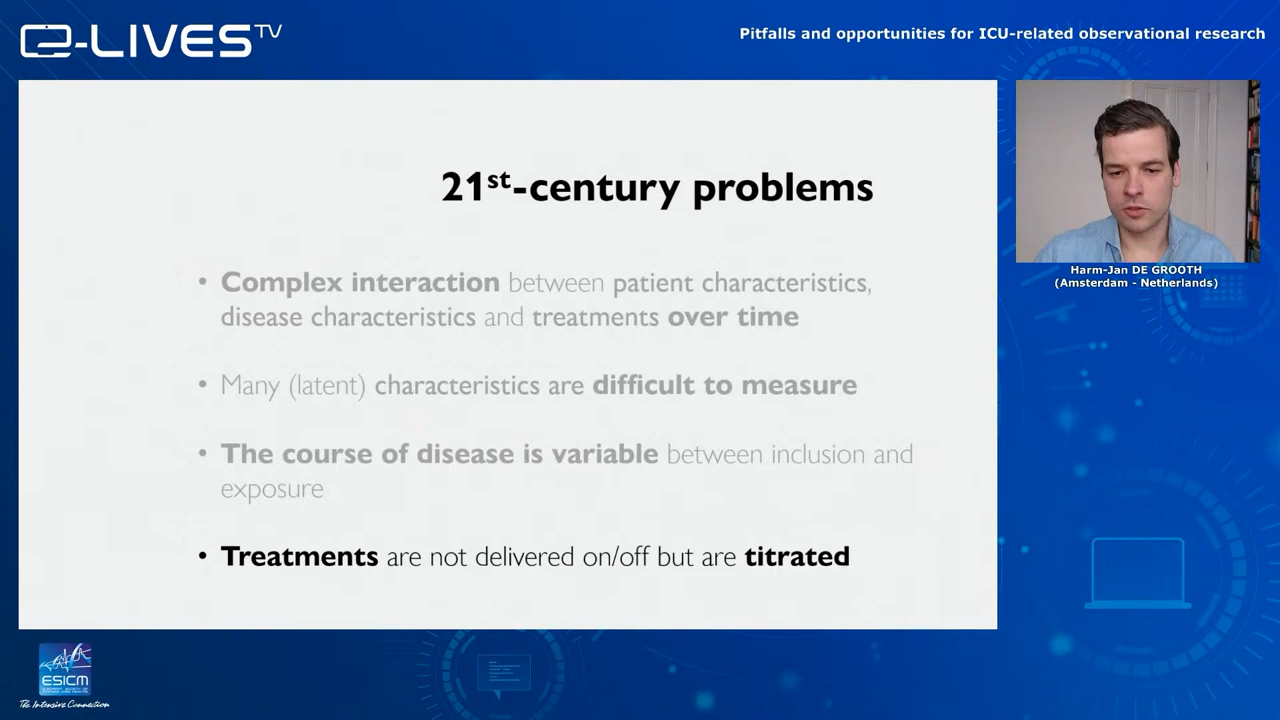 e-LIVES TV
Pitfalls and opportunities for ICU-related observational research
21st-century problems
• Complex interaction between patient characteristics,
disease characteristics and treatments over time
• Many (latent) characteristics are difficult to measure
• The course of disease is variable between inclusion and
exposure
• Treatments are not delivered on/off but are titrated
Harm-Jan DE GROOTH
(Amsterdam - Netherlands)
ESICM
The Intensive Connection